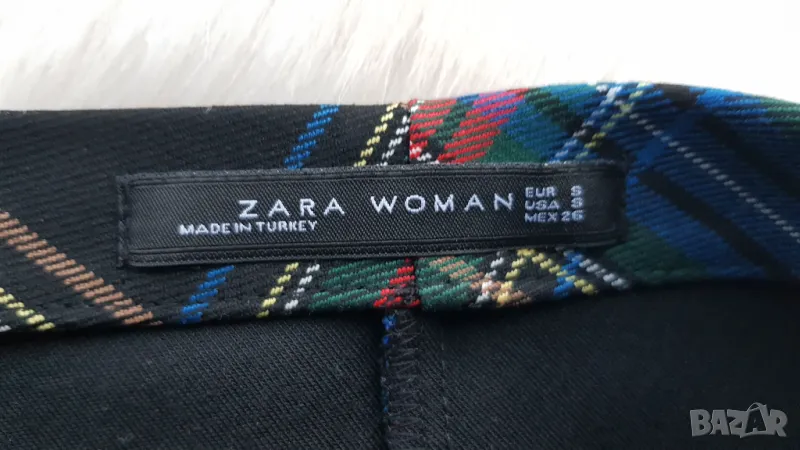 ZARA WOMAN
MADE IN TURKEY
EUR S
USA S
MEX 26
BAZAR